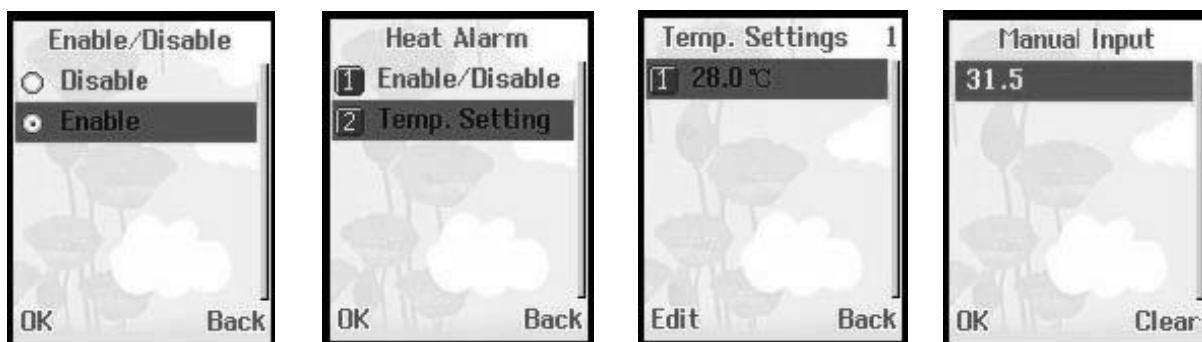 Enable/Disable
Disable
Enable
OK Back
Heat Alarm
1 Enable/Disable
2 Temp. Setting
OK Back
Temp. Settings 1
1 28.0 ℃
Edit Back
Manual Input
31.5
OK Clear